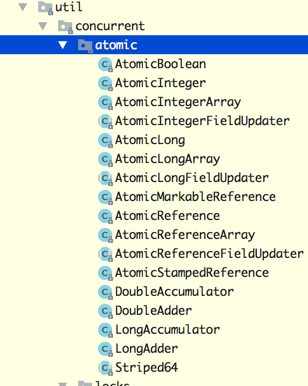 util
concurrent
atomic
AtomicBoolean
AtomicInteger
AtomicIntegerArray
AtomicIntegerFieldUpdater
AtomicLong
AtomicLongArray
AtomicLongFieldUpdater
AtomicMarkableReference
AtomicReference
AtomicReferenceArray
AtomicReferenceFieldUpdater
AtomicStampedReference
DoubleAccumulator
DoubleAdder
LongAccumulator
LongAdder
Striped64
locks